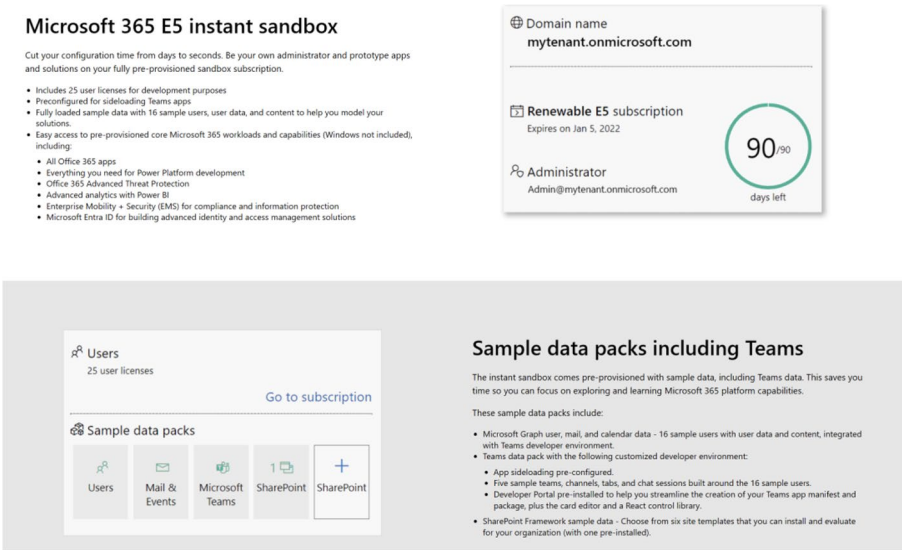 Microsoft 365 E5 instant sandbox
Cut your configuration time from days to seconds. Be your own administrator and prototype apps
and solutions on your fully pre-provisioned sandbox subscription.
• Includes 25 user licenses for development purposes
• Preconfigured for sideloading Teams apps
• Fully loaded sample data with 16 sample users, user data, and content to help you model your
solutions.
• Easy access to pre-provisioned core Microsoft 365 workloads and capabilities (Windows not included),
including:
• All Office 365 apps
• Everything you need for Power Platform development
• Office 365 Advanced Threat Protection
• Advanced analytics with Power BI
• Enterprise Mobility + Security (EMS) for compliance and information protection
• Microsoft Entra ID for building advanced identity and access management solutions
Domain name
mytenant.onmicrosoft.com
Renewable E5 subscription
Expires on Jan 5, 2022
90/90
days left
Administrator
Admin@mytenant.onmicrosoft.com
Users
25 user licenses
Go to subscription
Sample data packs
Users
Mail &
Events
Microsoft
Teams
1
SharePoint
SharePoint
Sample data packs including Teams
The instant sandbox comes pre-provisioned with sample data, including Teams data. This saves you
time so you can focus on exploring and learning Microsoft 365 platform capabilities.
These sample data packs include:
• Microsoft Graph user, mail, and calendar data - 16 sample users with user data and content, integrated
with Teams developer environment.
• Teams data pack with the following customized developer environment:
• App sideloading pre-configured.
• Five sample teams, channels, tabs, and chat sessions built around the 16 sample users.
• Developer Portal pre-installed to help you streamline the creation of your Teams app manifest and
package, plus the card editor and a React control library.
• SharePoint Framework sample data - Choose from six site templates that you can install and evaluate
for your organization (with one pre-installed).